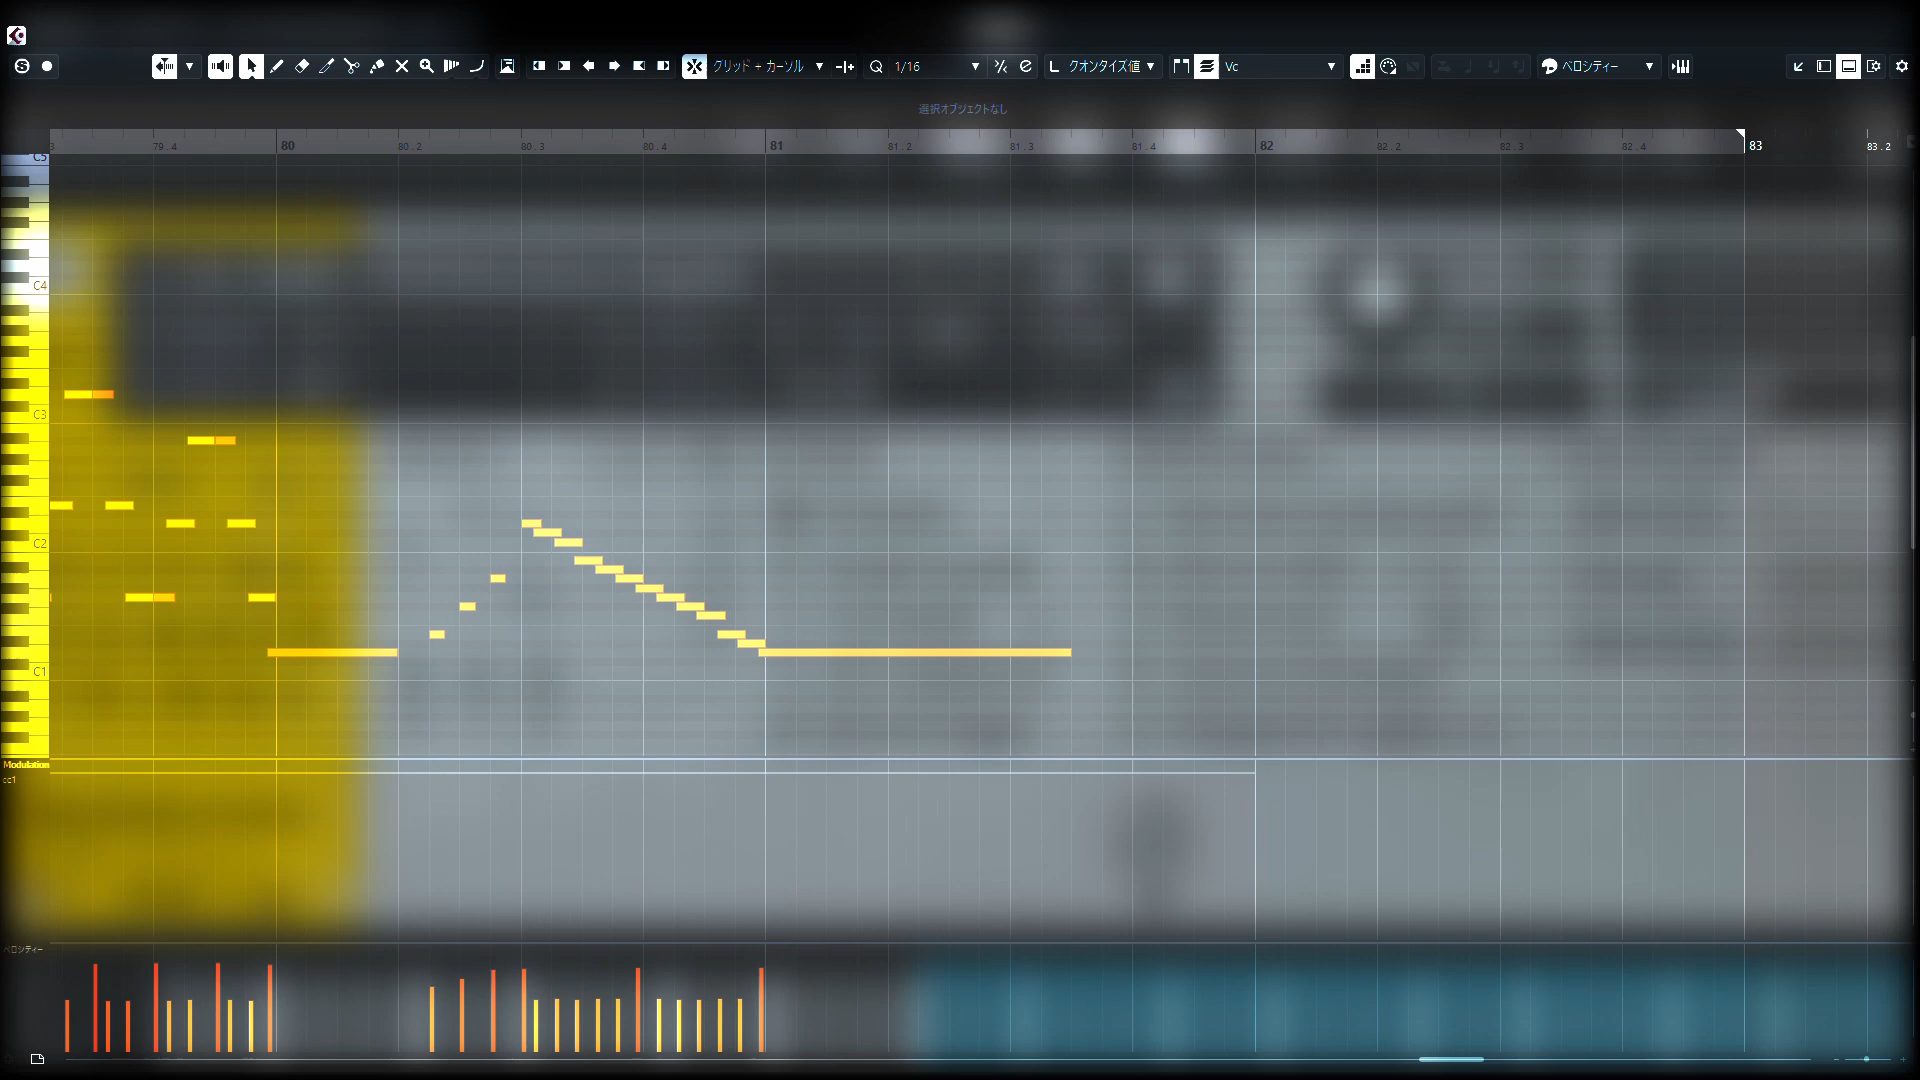 グリッド + カーソル
1/16
クオンタイズ値
Vc
ベロシティー
選択オブジェクトなし
3 79.4 80 80.2 80.3 80.4 81 81.2 81.3 81.4 82 82.2 82.3 82.4 83 83.2
C5
C4
C3
C2
C1
Modulation
cc1
ベロシティー